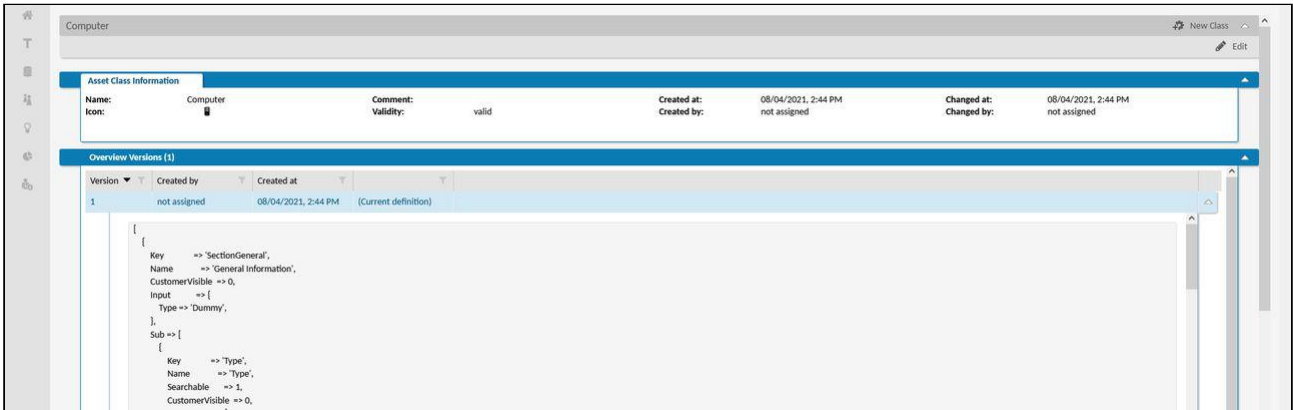 Computer New Class
Edit
Asset Class Information
Name: Computer Comment: Created at: 08/04/2021, 2:44 PM Changed at: 08/04/2021, 2:44 PM
Icon: Validity: valid Created by: not assigned Changed by: not assigned
Overview Versions (1)
Version Created by Created at
1 not assigned 08/04/2021, 2:44 PM (Current definition)
[
{
Key => 'SectionGeneral',
Name => 'General Information',
CustomerVisible => 0,
Input => {
Type => 'Dummy',
},
Sub => [
{
Key => 'Type',
Name => 'Type',
Searchable => 1,
CustomerVisible => 0,